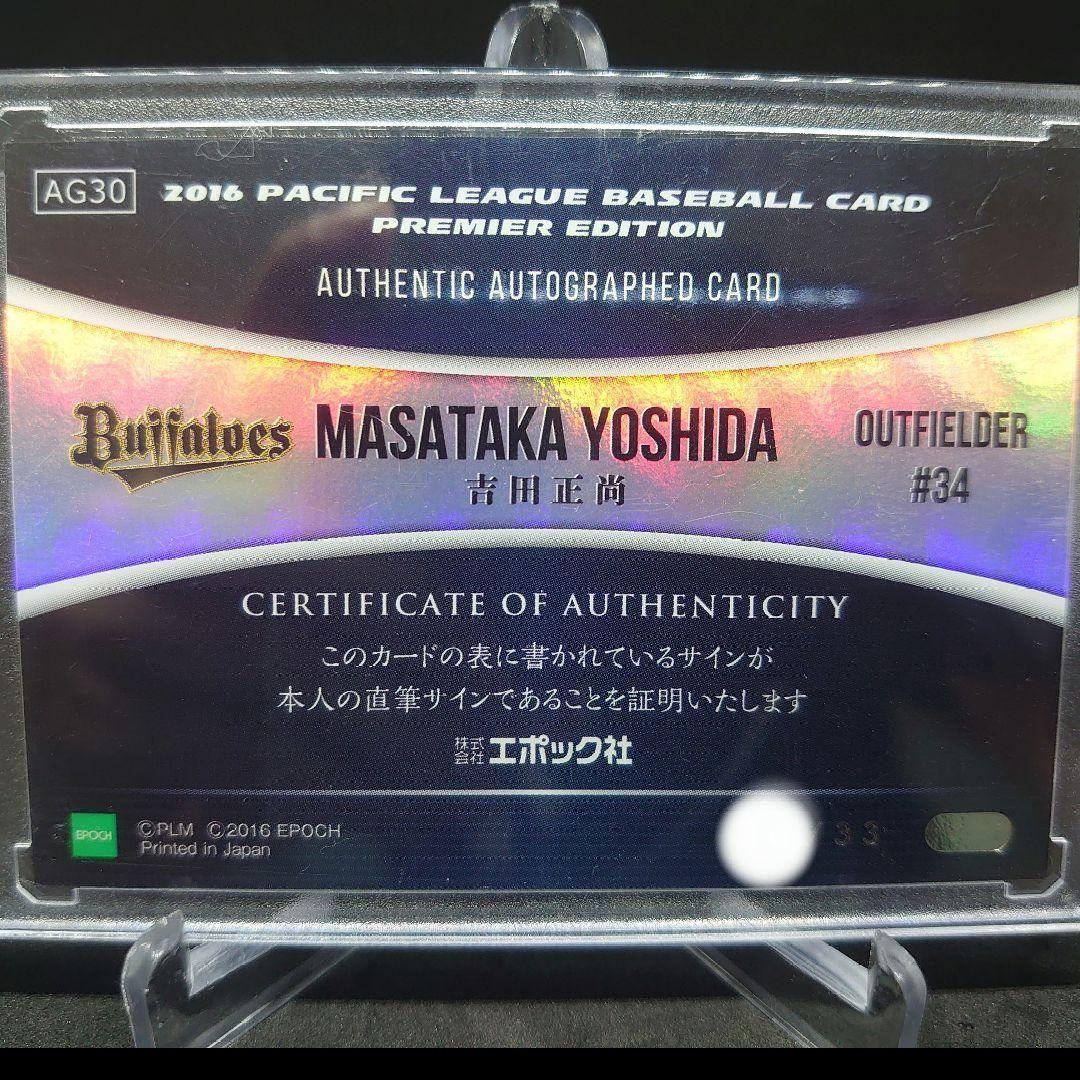 AG30
2016 PACIFIC LEAGUE BASEBALL CARD
PREMIER EDITION
AUTHENTIC AUTOGRAPHED CARD
Buffaloes
MASATAKA YOSHIDA
吉田正尚
OUTFIELDER
#34
CERTIFICATE OF AUTHENTICITY
このカードの表に書かれているサインが
本人の直筆サインであることを証明いたします
株式会社エポック社
EPOCH
©PLM ©2016 EPOCH
Printed in Japan
33